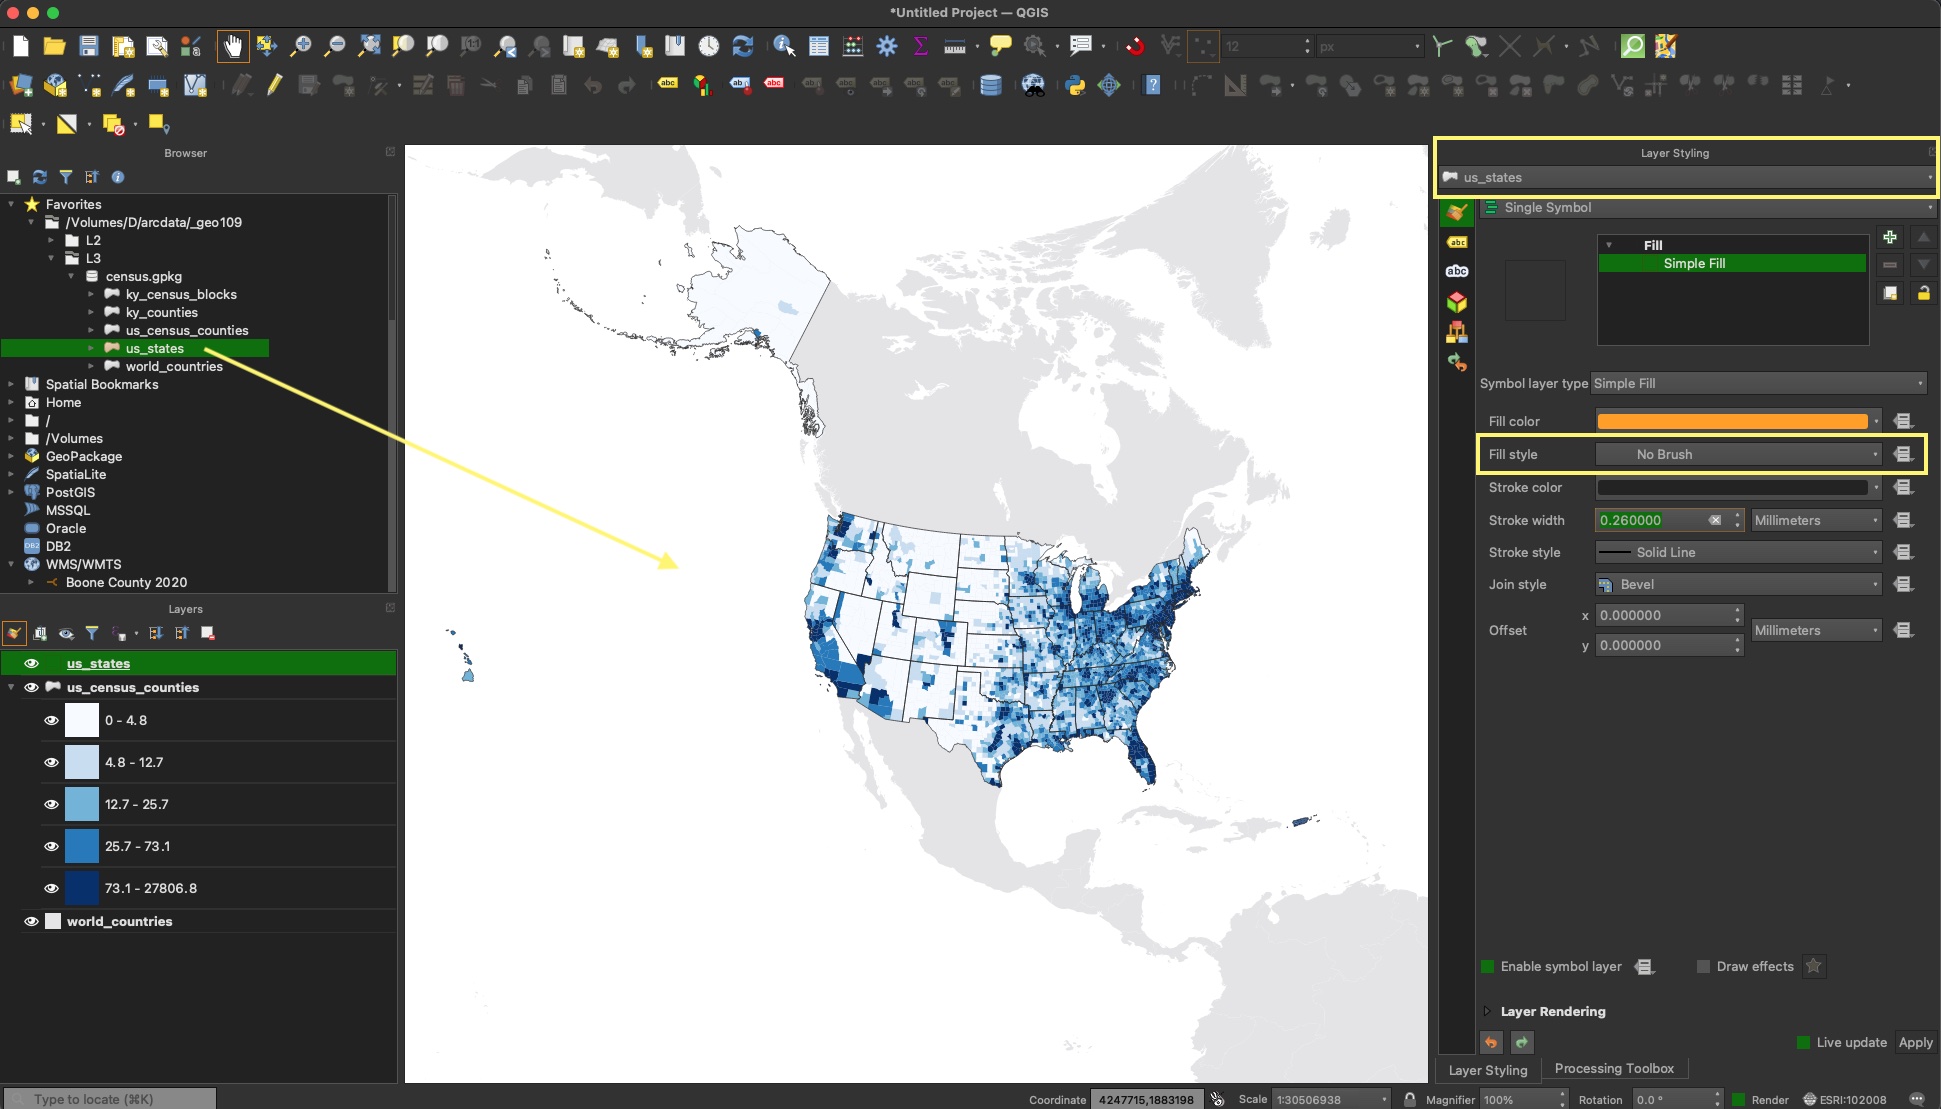 *Untitled Project — QGIS
12
px
abc
Browser
Favorites
/Volumes/D/arcdata/_geo109
L2
L3
census.gpkg
ky_census_blocks
ky_counties
us_census_counties
us_states
world_countries
Spatial Bookmarks
Home
/
/Volumes
GeoPackage
SpatiaLite
PostGIS
MSSQL
Oracle
DB2
WMS/WMTS
Boone County 2020
Layers
us_states
us_census_counties
0 - 4.8
4.8 - 12.7
12.7 - 25.7
25.7 - 73.1
73.1 - 27806.8
world_countries
Type to locate (⌘K)
Layer Styling
us_states
Single Symbol
abc
abc
Fill
Simple Fill
Symbol layer type Simple Fill
Fill color
Fill style No Brush
Stroke color
Stroke width 0.260000 Millimeters
Stroke style Solid Line
Join style Bevel
Offset x 0.000000 Millimeters
y 0.000000
Enable symbol layer Draw effects
Layer Rendering
Live update Apply
Layer Styling Processing Toolbox
Coordinate 4247715,1883198 Scale 1:30506938 Magnifier 100% Rotation 0.0 ° Render ESRI:102008